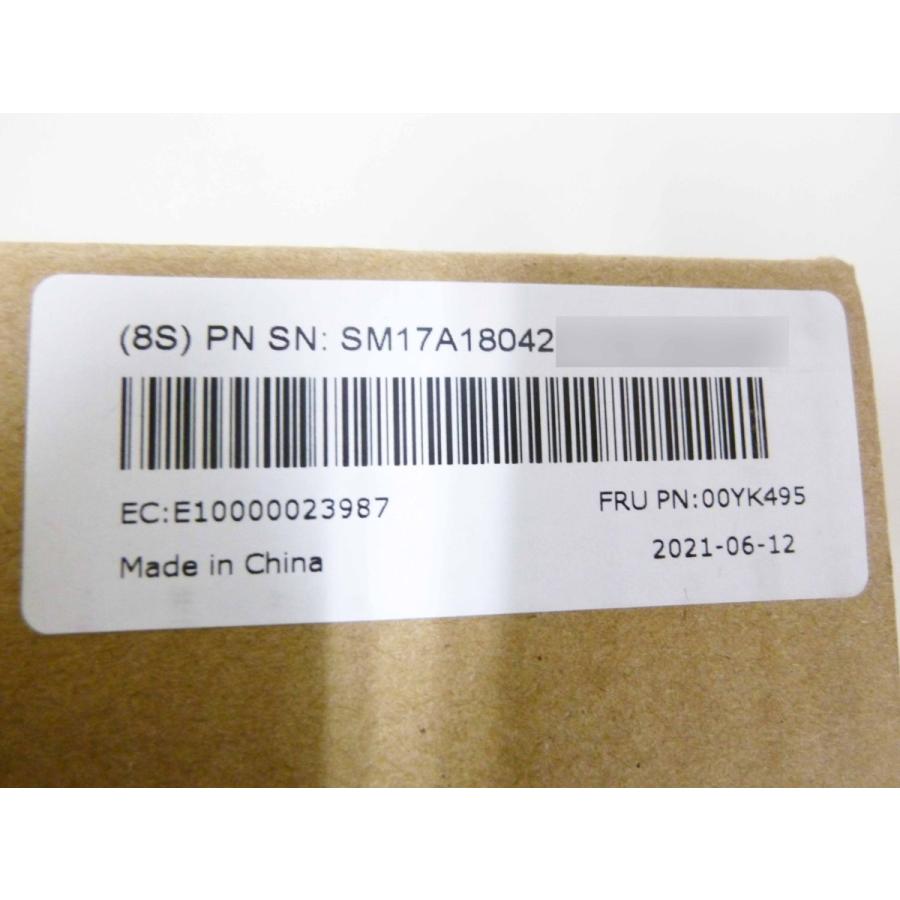 (8S) PN SN: SM17A18042
EC:E10000023987
FRU PN:00YK495
Made in China
2021-06-12